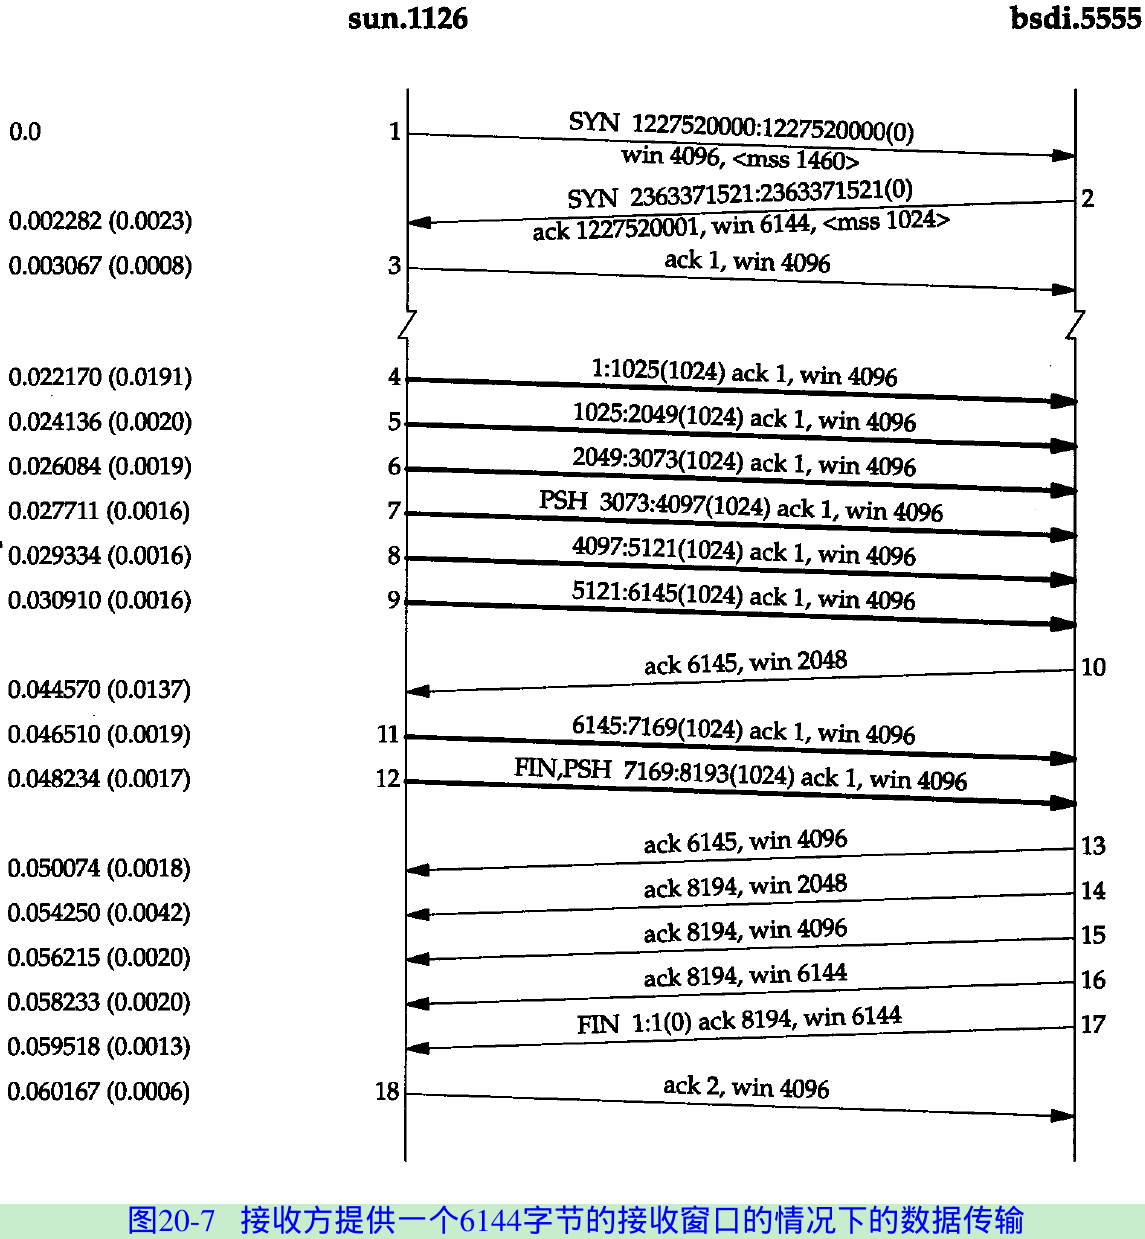 sun.1126 bsdi.5555
0.0 1 SYN 1227520000:1227520000(0)
win 4096, <mss 1460>
SYN 2363371521:2363371521(0) 2
0.002282 (0.0023) ack 1227520001, win 6144, <mss 1024>
0.003067 (0.0008) 3 ack 1, win 4096
0.022170 (0.0191) 4 1:1025(1024) ack 1, win 4096
0.024136 (0.0020) 5 1025:2049(1024) ack 1, win 4096
0.026084 (0.0019) 6 2049:3073(1024) ack 1, win 4096
0.027711 (0.0016) 7 PSH 3073:4097(1024) ack 1, win 4096
0.029334 (0.0016) 8 4097:5121(1024) ack 1, win 4096
0.030910 (0.0016) 9 5121:6145(1024) ack 1, win 4096
ack 6145, win 2048 10
0.044570 (0.0137)
0.046510 (0.0019) 11 6145:7169(1024) ack 1, win 4096
0.048234 (0.0017) 12 FIN,PSH 7169:8193(1024) ack 1, win 4096
ack 6145, win 4096 13
0.050074 (0.0018)
ack 8194, win 2048 14
0.054250 (0.0042)
ack 8194, win 4096 15
0.056215 (0.0020)
ack 8194, win 6144 16
0.058233 (0.0020)
FIN 1:1(0) ack 8194, win 6144 17
0.059518 (0.0013)
0.060167 (0.0006) 18 ack 2, win 4096
图20-7 接收方提供一个6144字节的接收窗口的情况下的数据传输